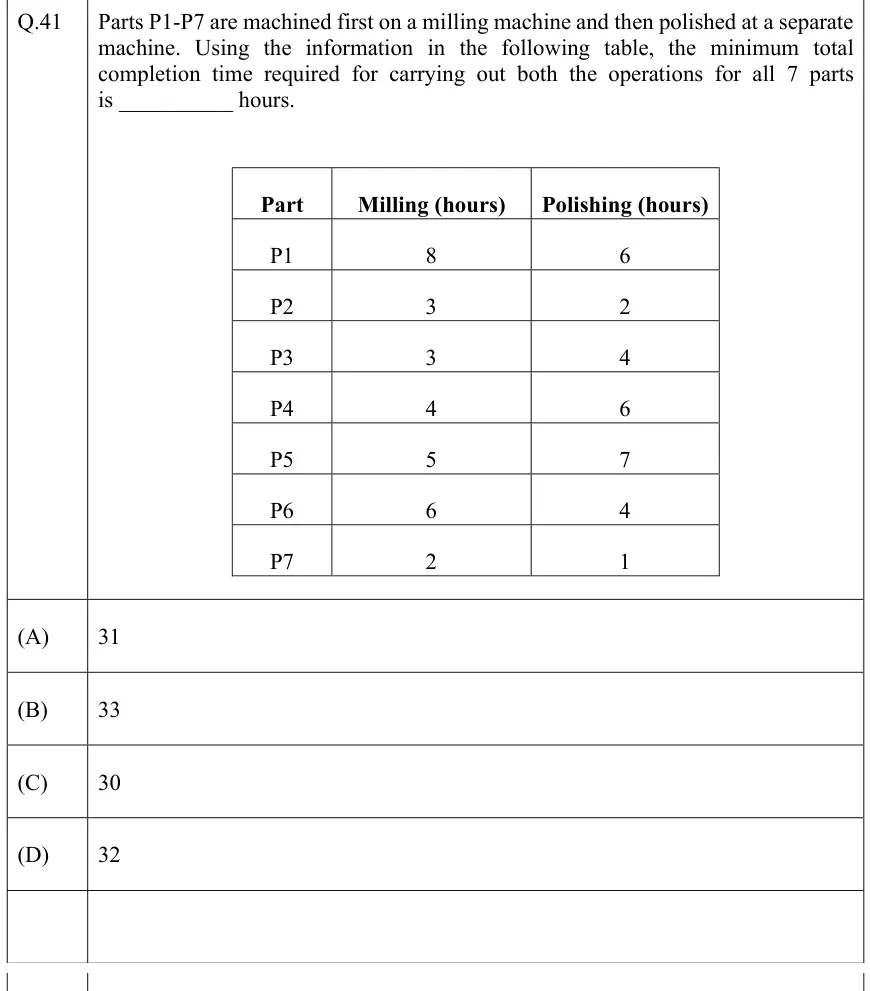 Q.41 Parts P1-P7 are machined first on a milling machine and then polished at a separate
machine. Using the information in the following table, the minimum total
completion time required for carrying out both the operations for all 7 parts
is __________ hours.
Part Milling (hours) Polishing (hours)
P1 8 6
P2 3 2
P3 3 4
P4 4 6
P5 5 7
P6 6 4
P7 2 1
(A) 31
(B) 33
(C) 30
(D) 32